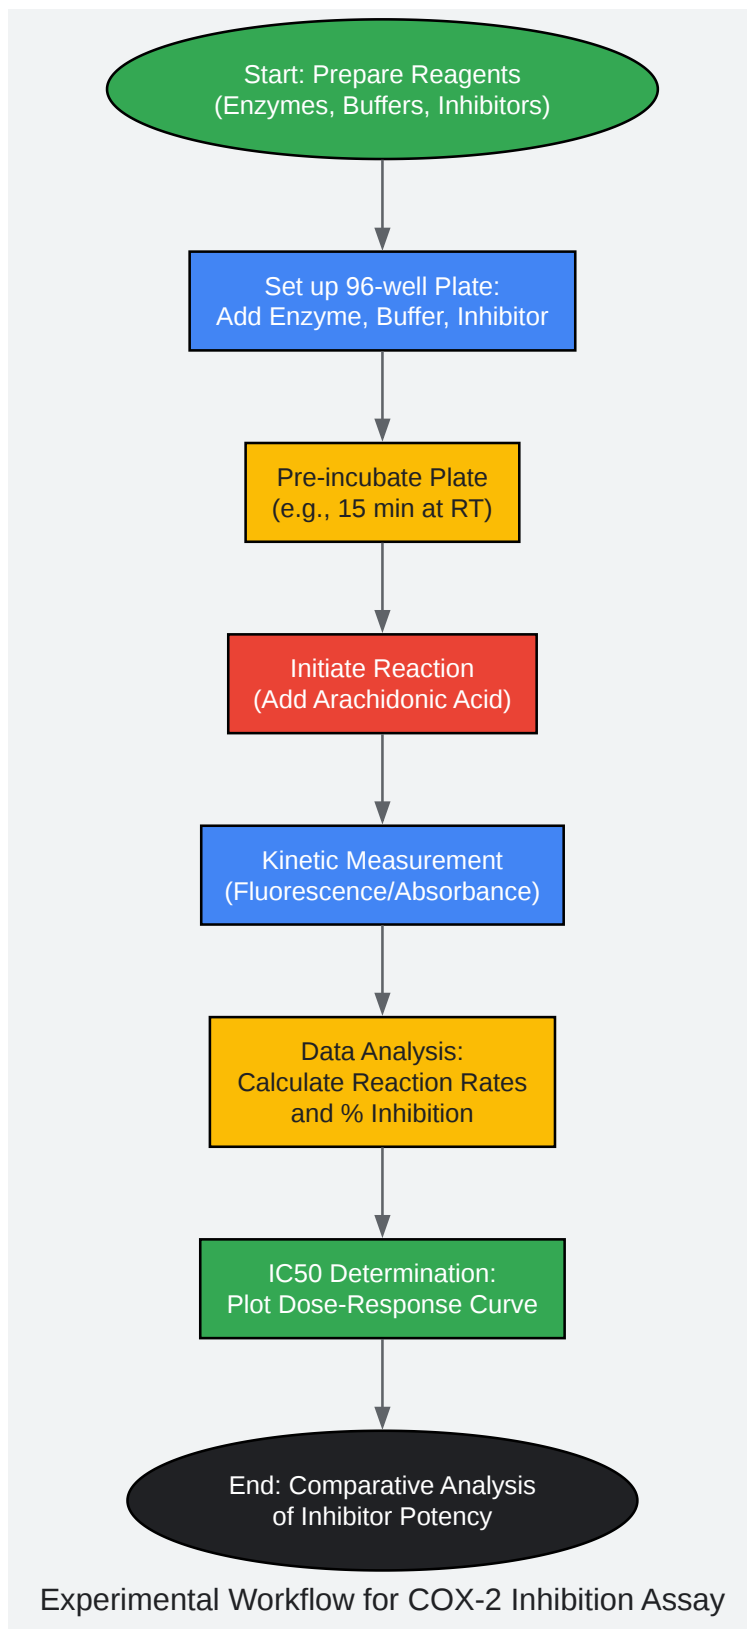 Start: Prepare Reagents
(Enzymes, Buffers, Inhibitors)
Set up 96-well Plate:
Add Enzyme, Buffer, Inhibitor
Pre-incubate Plate
(e.g., 15 min at RT)
Initiate Reaction
(Add Arachidonic Acid)
Kinetic Measurement
(Fluorescence/Absorbance)
Data Analysis:
Calculate Reaction Rates
and % Inhibition
IC50 Determination:
Plot Dose-Response Curve
End: Comparative Analysis
of Inhibitor Potency
Experimental Workflow for COX-2 Inhibition Assay